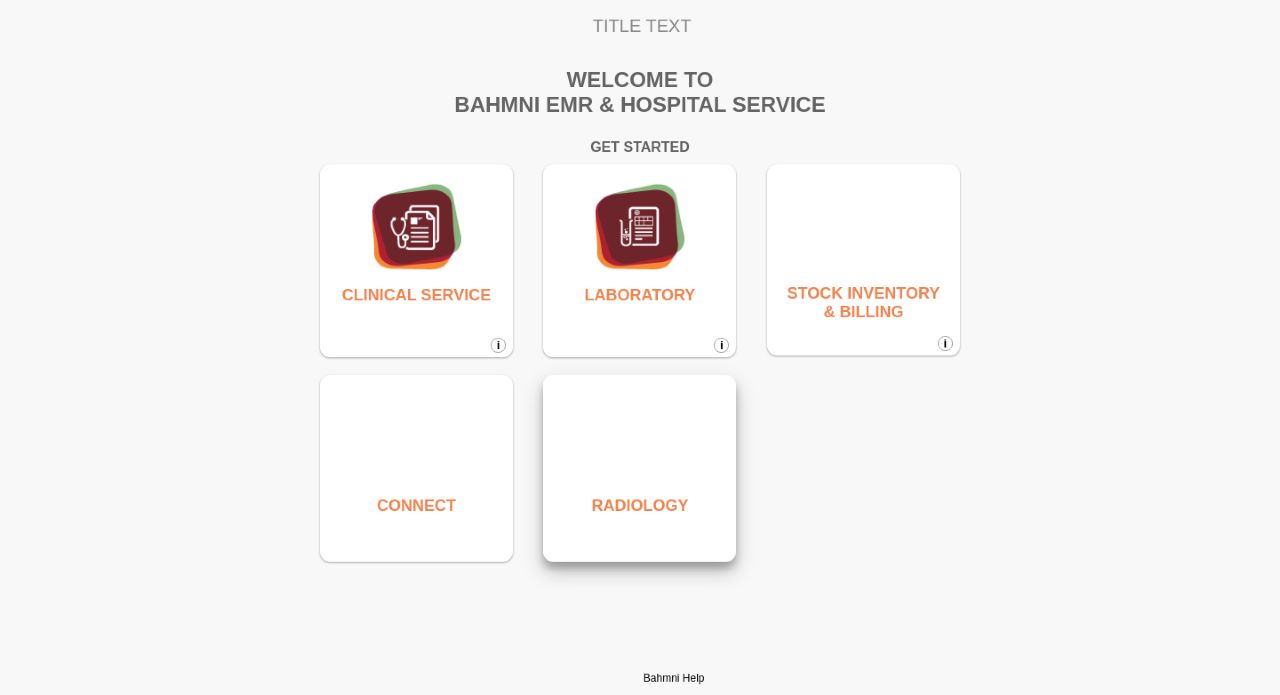 TITLE TEXT
WELCOME TO
BAHMNI EMR & HOSPITAL SERVICE
GET STARTED
CLINICAL SERVICE
i
LABORATORY
i
STOCK INVENTORY
& BILLING
i
CONNECT
RADIOLOGY
Bahmni Help